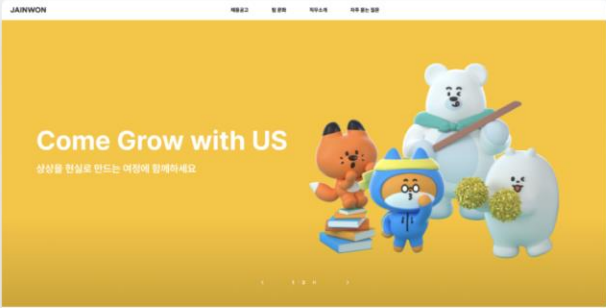 JAINWON
채용공고
팀 문화
직무소개
자주 묻는 질문
Come Grow with US
상상을 현실로 만드는 여정에 함께하세요